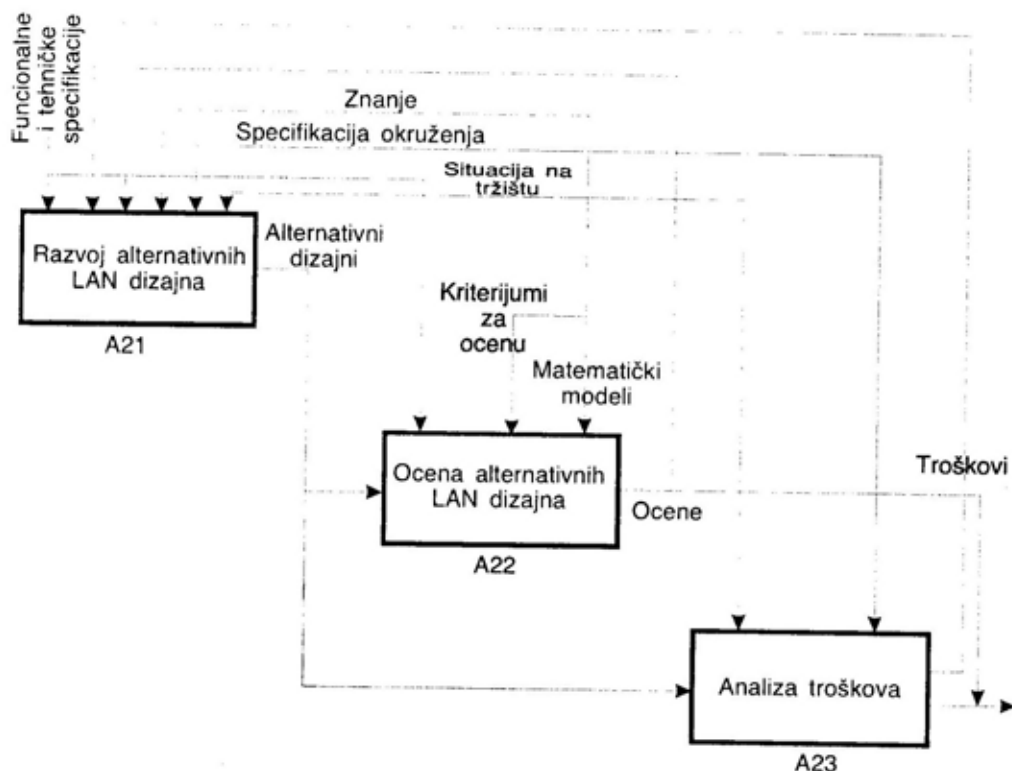 Funcionalne
i tehničke
specifikacije
Znanje
Specifikacija okruženja
Situacija na
tržištu
Razvoj alternativnih
LAN dizajna
A21
Alternativni
dizajni
Kriterijumi
za
ocenu
Matematički
modeli
Ocena alternativnih
LAN dizajna
A22
Ocene
Troškovi
Analiza troškova
A23